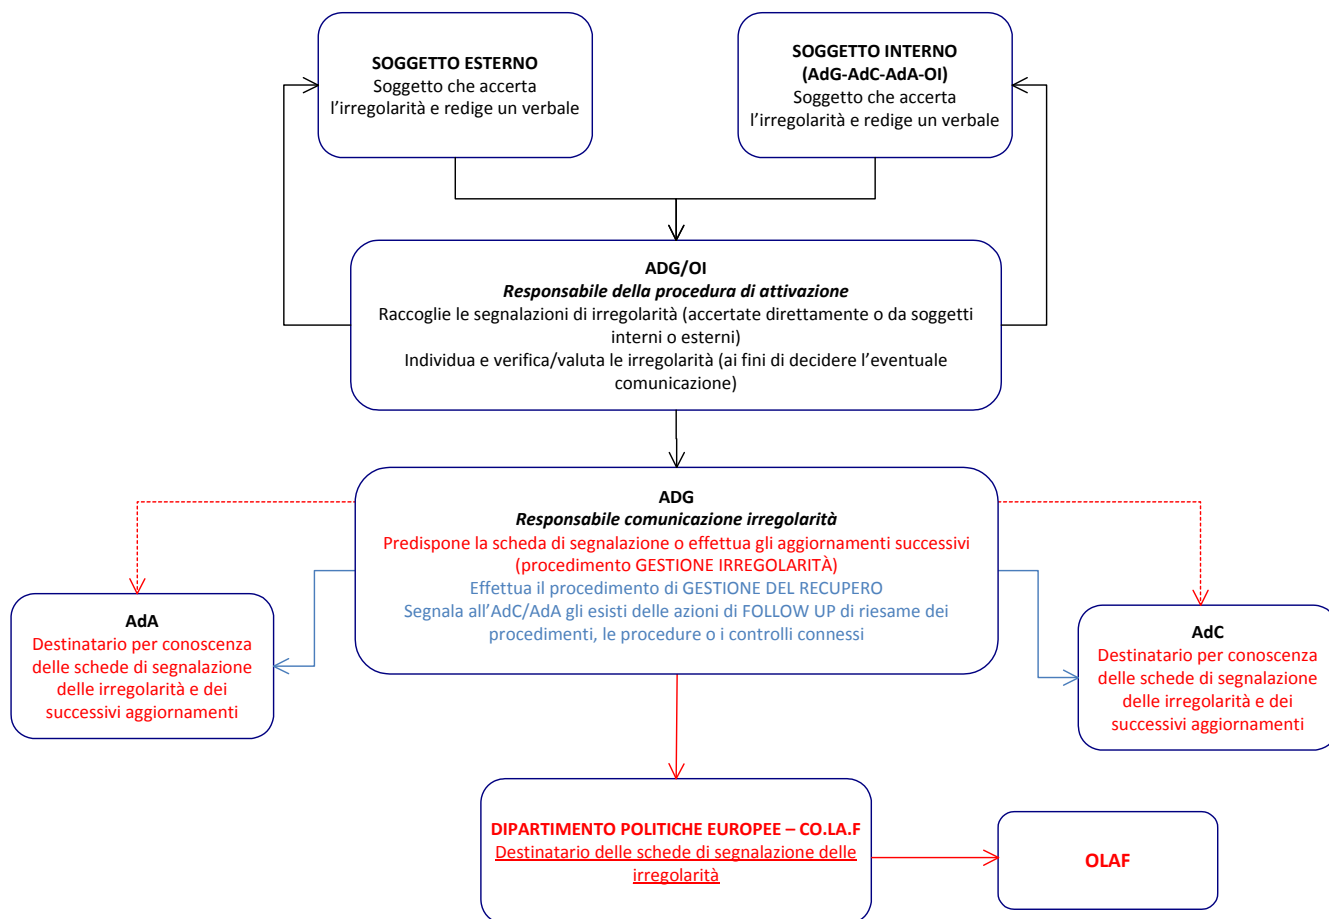 SOGGETTO ESTERNO
Soggetto che accerta
l'irregolarità e redige un verbale
SOGGETTO INTERNO
(AdG-AdC-AdA-OI)
Soggetto che accerta
l'irregolarità e redige un verbale
ADG/OI
Responsabile della procedura di attivazione
Raccoglie le segnalazioni di irregolarità (accertate direttamente o da soggetti
interni o esterni)
Individua e verifica/valuta le irregolarità (ai fini di decidere l'eventuale
comunicazione)
ADG
Responsabile comunicazione irregolarità
Predispone la scheda di segnalazione o effettua gli aggiornamenti successivi
(procedimento GESTIONE IRREGOLARITÀ)
Effettua il procedimento di GESTIONE DEL RECUPERO
Segnala all'AdC/AdA gli esisti delle azioni di FOLLOW UP di riesame dei
procedimenti, le procedure o i controlli connessi
AdA
Destinatario per conoscenza
delle schede di segnalazione
delle irregolarità e dei
successivi aggiornamenti
AdC
Destinatario per conoscenza
delle schede di segnalazione
delle irregolarità e dei
successivi aggiornamenti
DIPARTIMENTO POLITICHE EUROPEE – CO.LA.F
Destinatario delle schede di segnalazione delle
irregolarità
OLAF